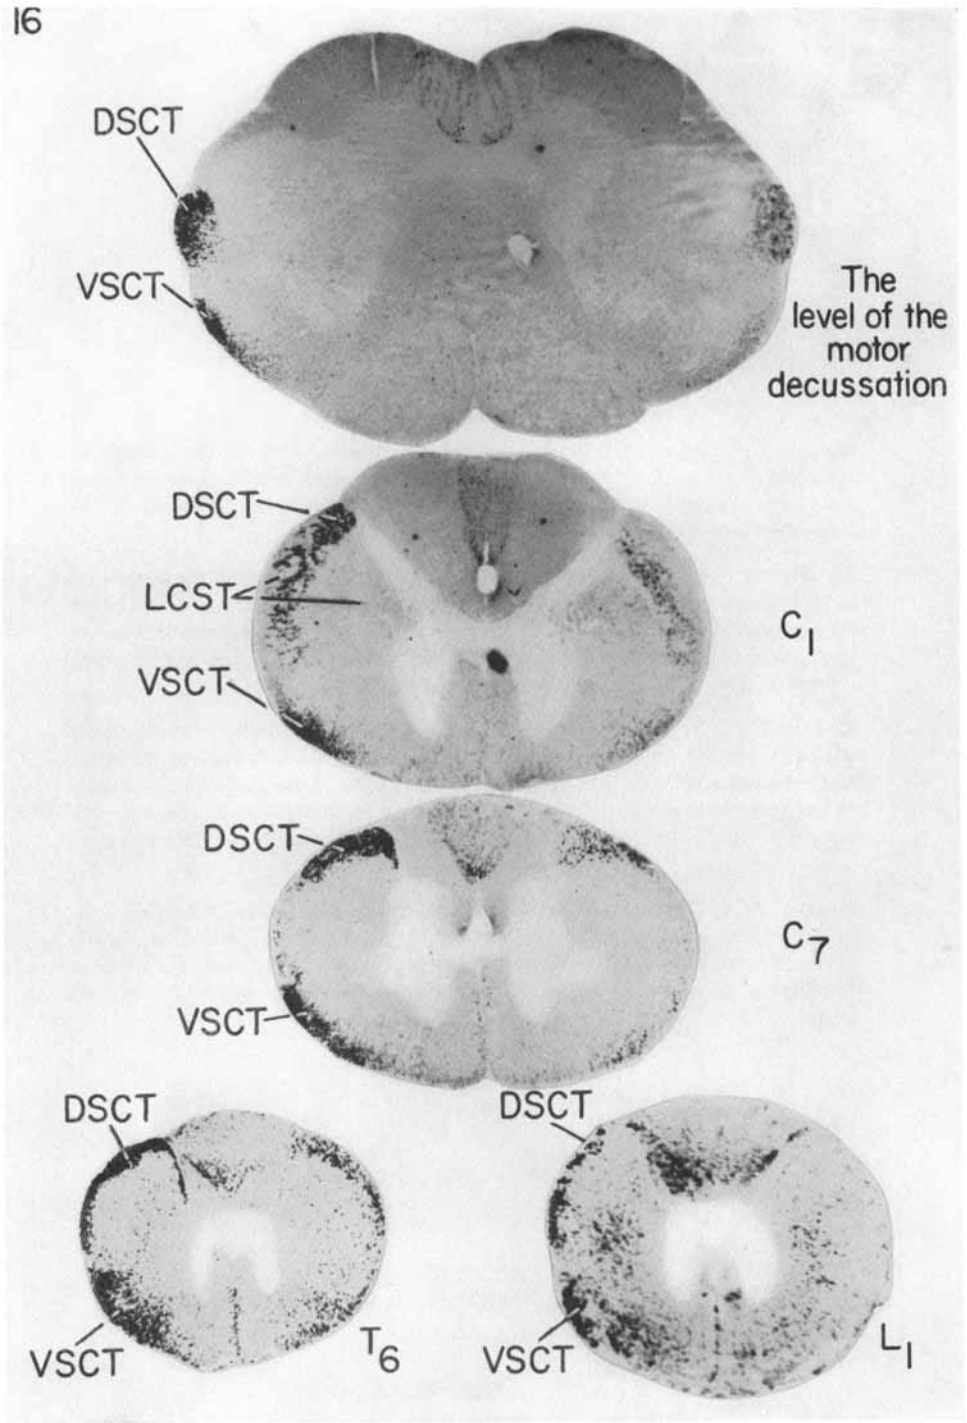 16
DSCT
VSCT
The
level of the
motor
decussation
DSCT
LCST
VSCT
C1
DSCT
VSCT
C7
DSCT
VSCT
T6
DSCT
VSCT
L1